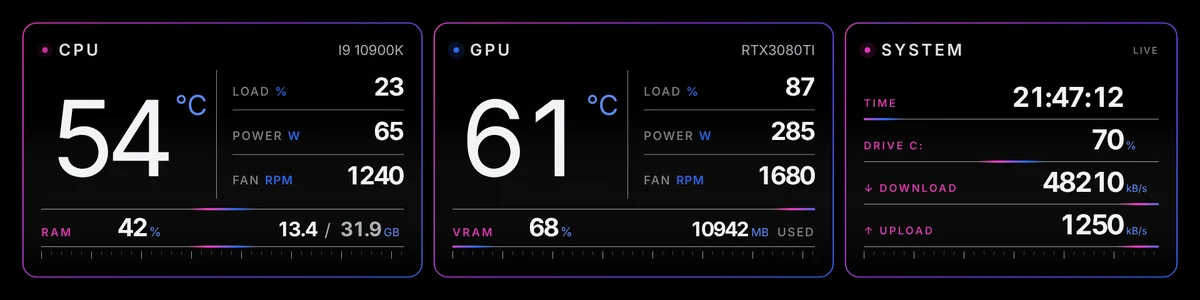 CPU I9 10900K
54 °C
LOAD % 23
POWER W 65
FAN RPM 1240
RAM 42% 13.4 / 31.9 GB
GPU RTX3080TI
61 °C
LOAD % 87
POWER W 285
FAN RPM 1680
VRAM 68% 10942 MB USED
SYSTEM LIVE
TIME 21:47:12
DRIVE C: 70%
↓ DOWNLOAD 48210 kB/s
↑ UPLOAD 1250 kB/s